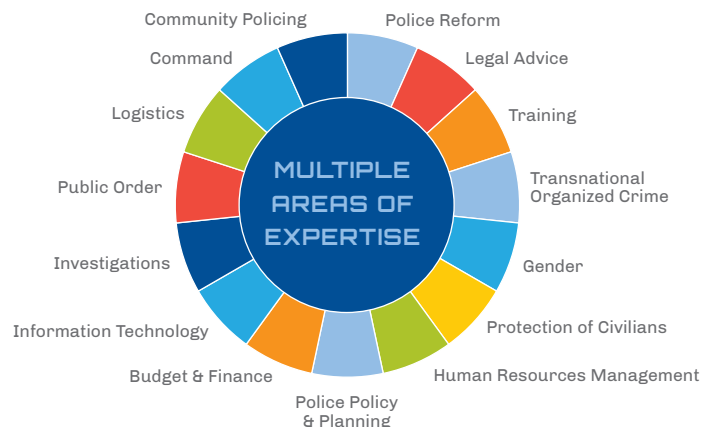 Community Policing
Police Reform
Command
Legal Advice
Logistics
Training
MULTIPLE
AREAS OF
EXPERTISE
Public Order
Transnational
Organized Crime
Investigations
Gender
Information Technology
Protection of Civilians
Budget & Finance
Human Resources Management
Police Policy
& Planning